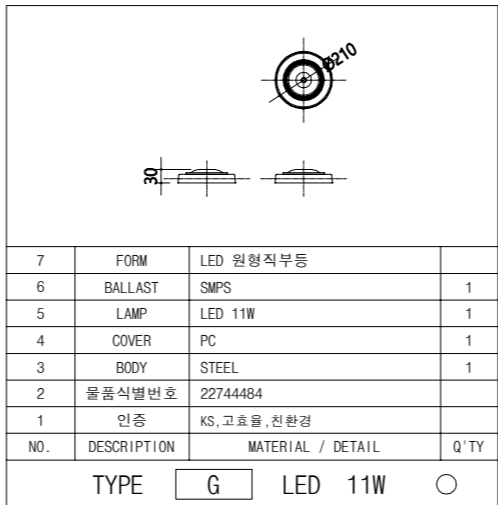 Ø210
30
7 FORM LED 원형직부등
6 BALLAST SMPS 1
5 LAMP LED 11W 1
4 COVER PC 1
3 BODY STEEL 1
2 물품식별번호 22744484
1 인증 KS,고효율,친환경
NO. DESCRIPTION MATERIAL / DETAIL Q'TY
TYPE G LED 11W